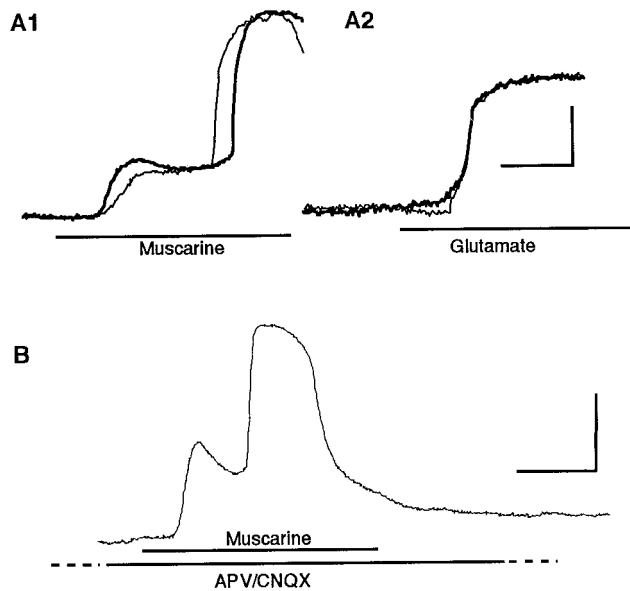 A1
A2
Muscarine
Glutamate
B
Muscarine
APV/CNQX